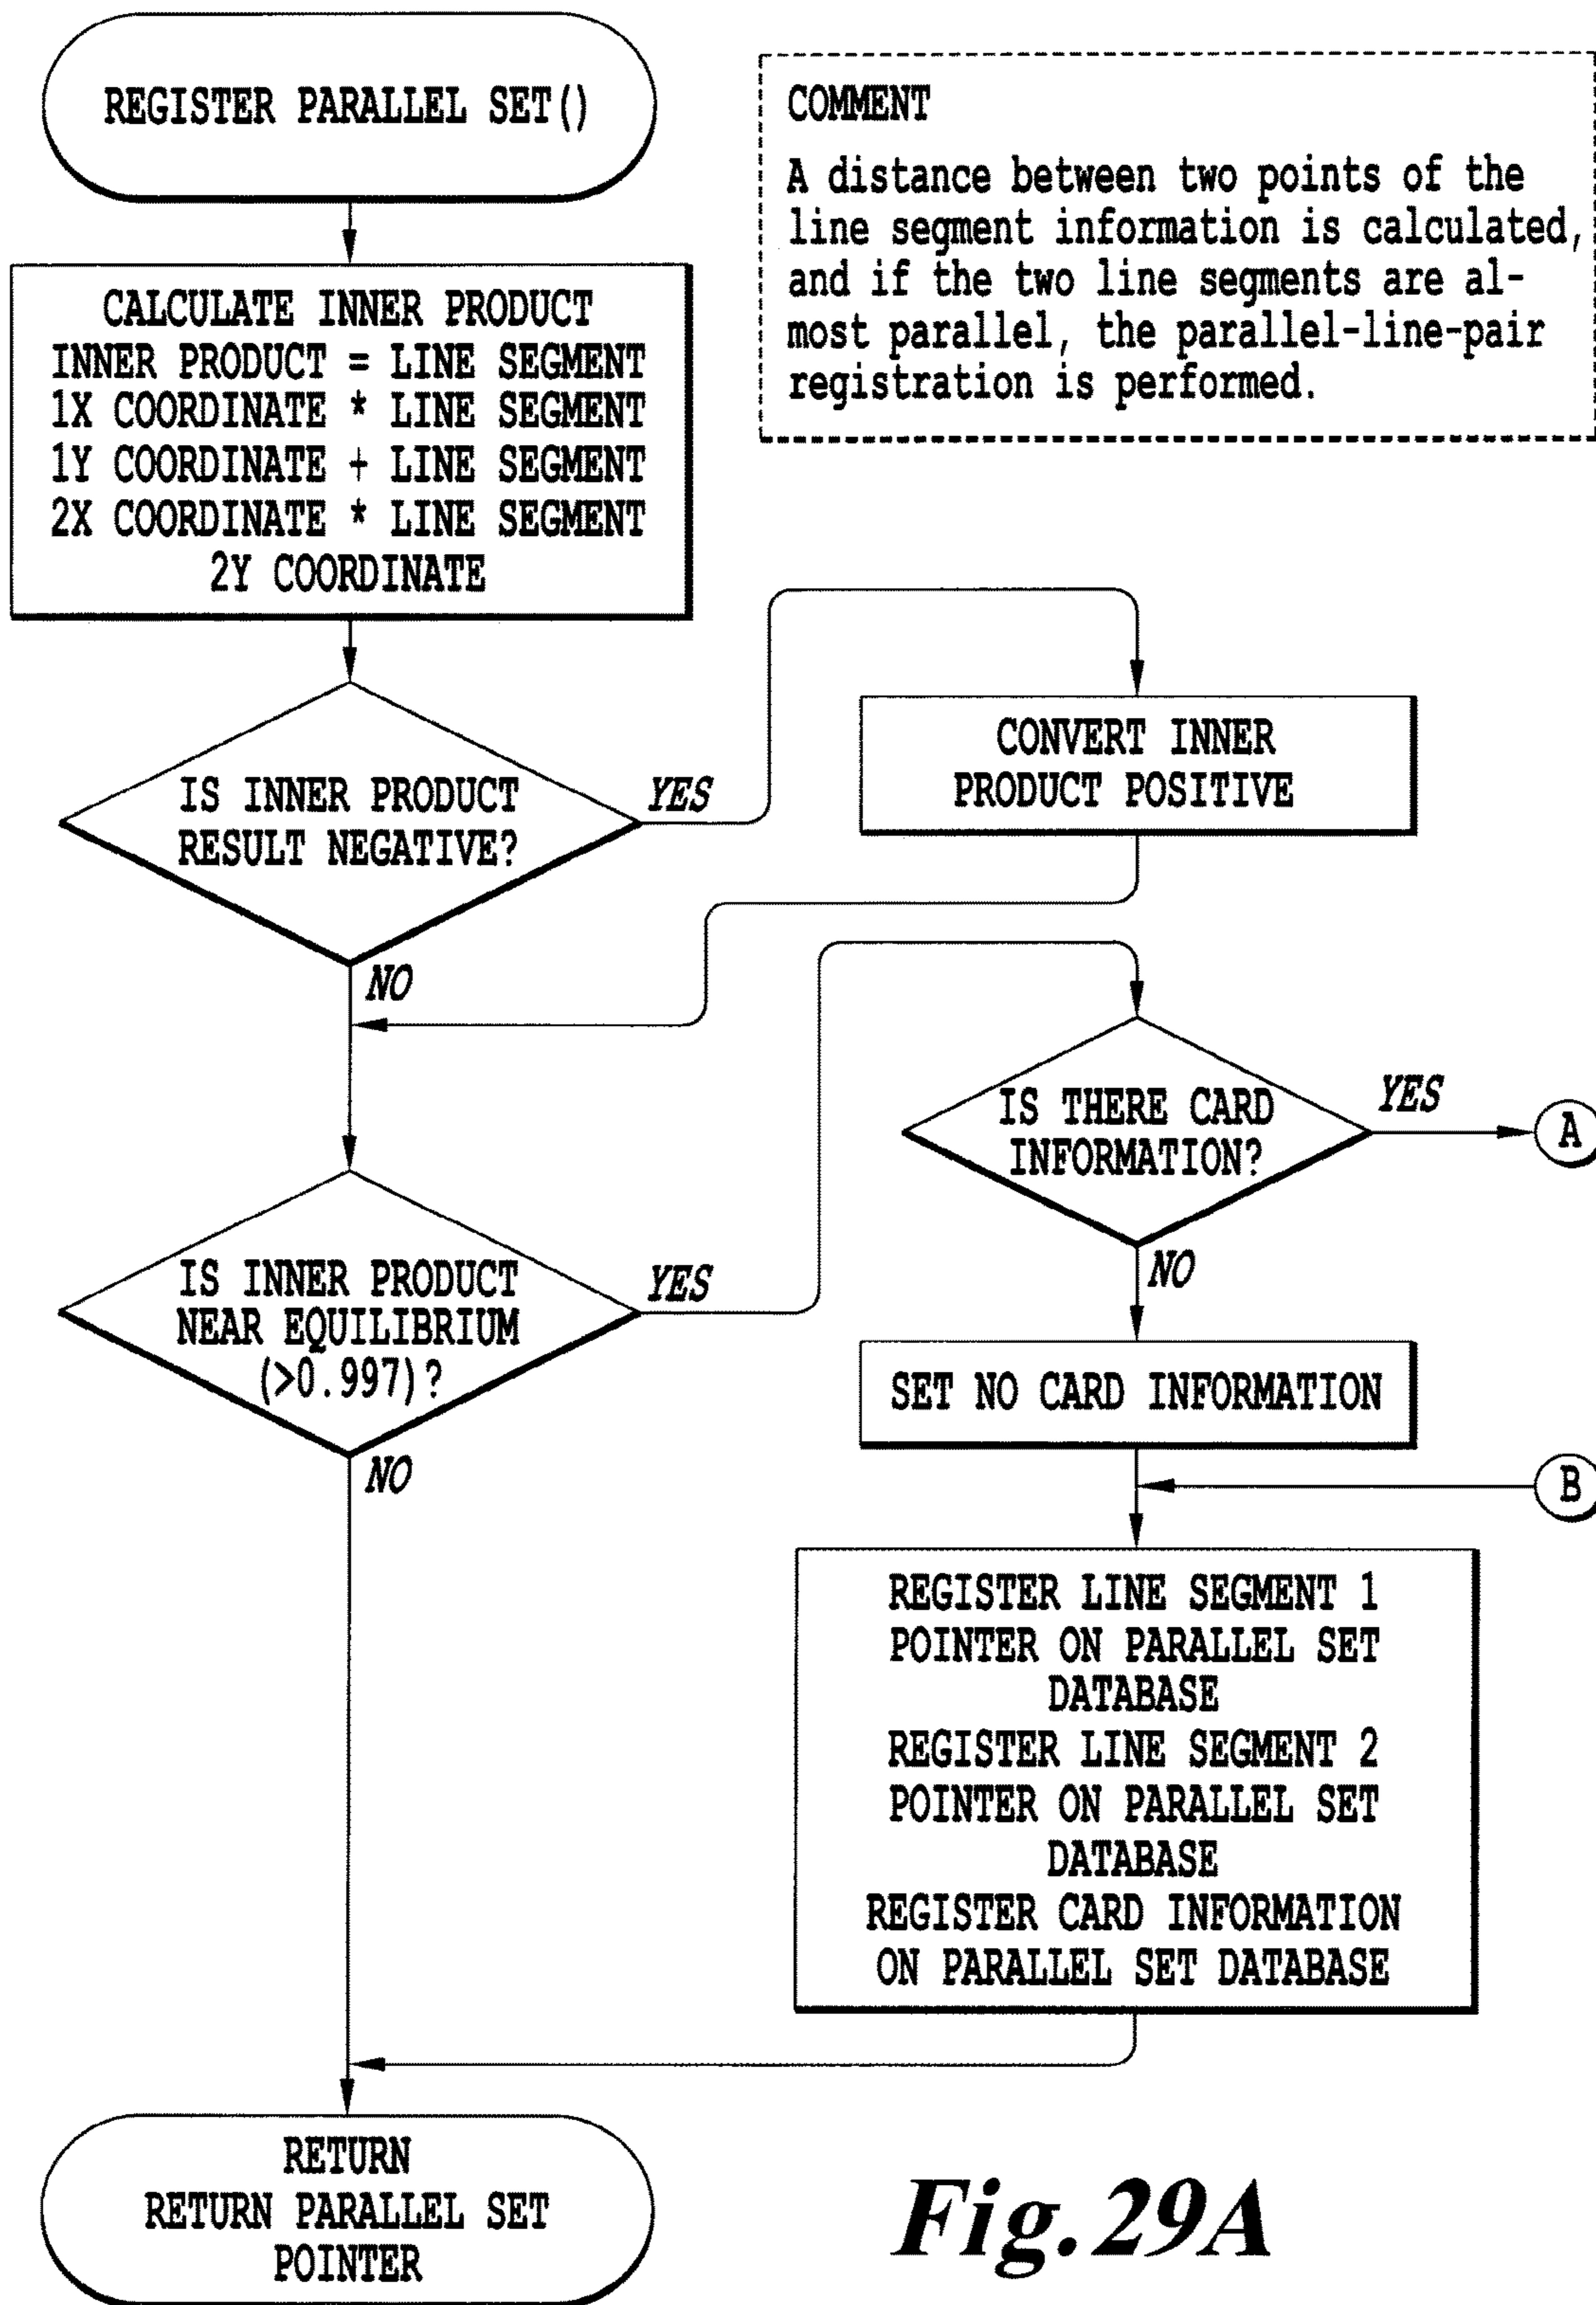 REGISTER PARALLEL SET()
COMMENT
A distance between two points of the
line segment information is calculated,
and if the two line segments are al-
most parallel, the parallel-line-pair
registration is performed.
CALCULATE INNER PRODUCT
INNER PRODUCT = LINE SEGMENT
1X COORDINATE * LINE SEGMENT
1Y COORDINATE + LINE SEGMENT
2X COORDINATE * LINE SEGMENT
2Y COORDINATE
IS INNER PRODUCT
RESULT NEGATIVE?
YES
NO
CONVERT INNER
PRODUCT POSITIVE
IS INNER PRODUCT
NEAR EQUILIBRIUM
(>0.997)?
YES
NO
IS THERE CARD
INFORMATION?
YES
A
NO
SET NO CARD INFORMATION
B
REGISTER LINE SEGMENT 1
POINTER ON PARALLEL SET
DATABASE
REGISTER LINE SEGMENT 2
POINTER ON PARALLEL SET
DATABASE
REGISTER CARD INFORMATION
ON PARALLEL SET DATABASE
RETURN
RETURN PARALLEL SET
POINTER
Fig. 29A